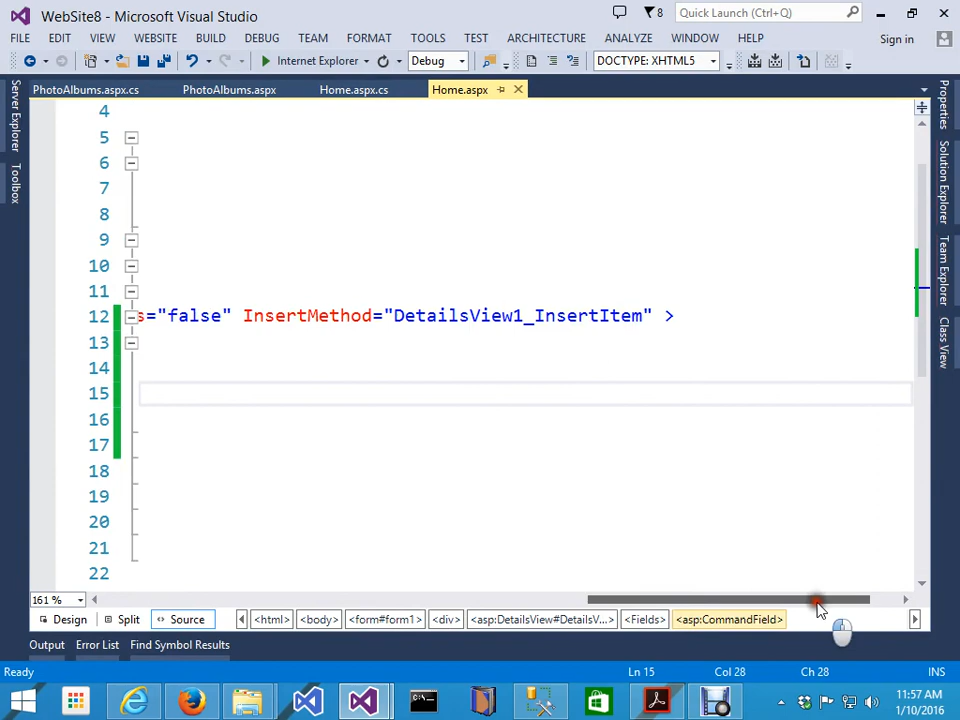 WebSite8 - Microsoft Visual Studio
8
Quick Launch (Ctrl+Q)
FILE EDIT VIEW WEBSITE BUILD DEBUG TEAM FORMAT TOOLS TEST ARCHITECTURE ANALYZE WINDOW HELP Sign in
Internet Explorer Debug DOCTYPE: XHTML5
PhotoAlbums.aspx.cs PhotoAlbums.aspx Home.aspx.cs Home.aspx
Server Explorer
Toolbox
Properties
Solution Explorer
Team Explorer
Class View
4
5
6
7
8
9
10
11
12 s="false" InsertMethod="DetailsView1_InsertItem" >
13
14
15
16
17
18
19
20
21
22
161 %
Design Split Source <html> <body> <form#form1> <div> <asp:DetailsView#DetailsV...> <Fields> <asp:CommandField>
Output Error List Find Symbol Results
Ready Ln 15 Col 28 Ch 28 INS
11:57 AM
1/10/2016